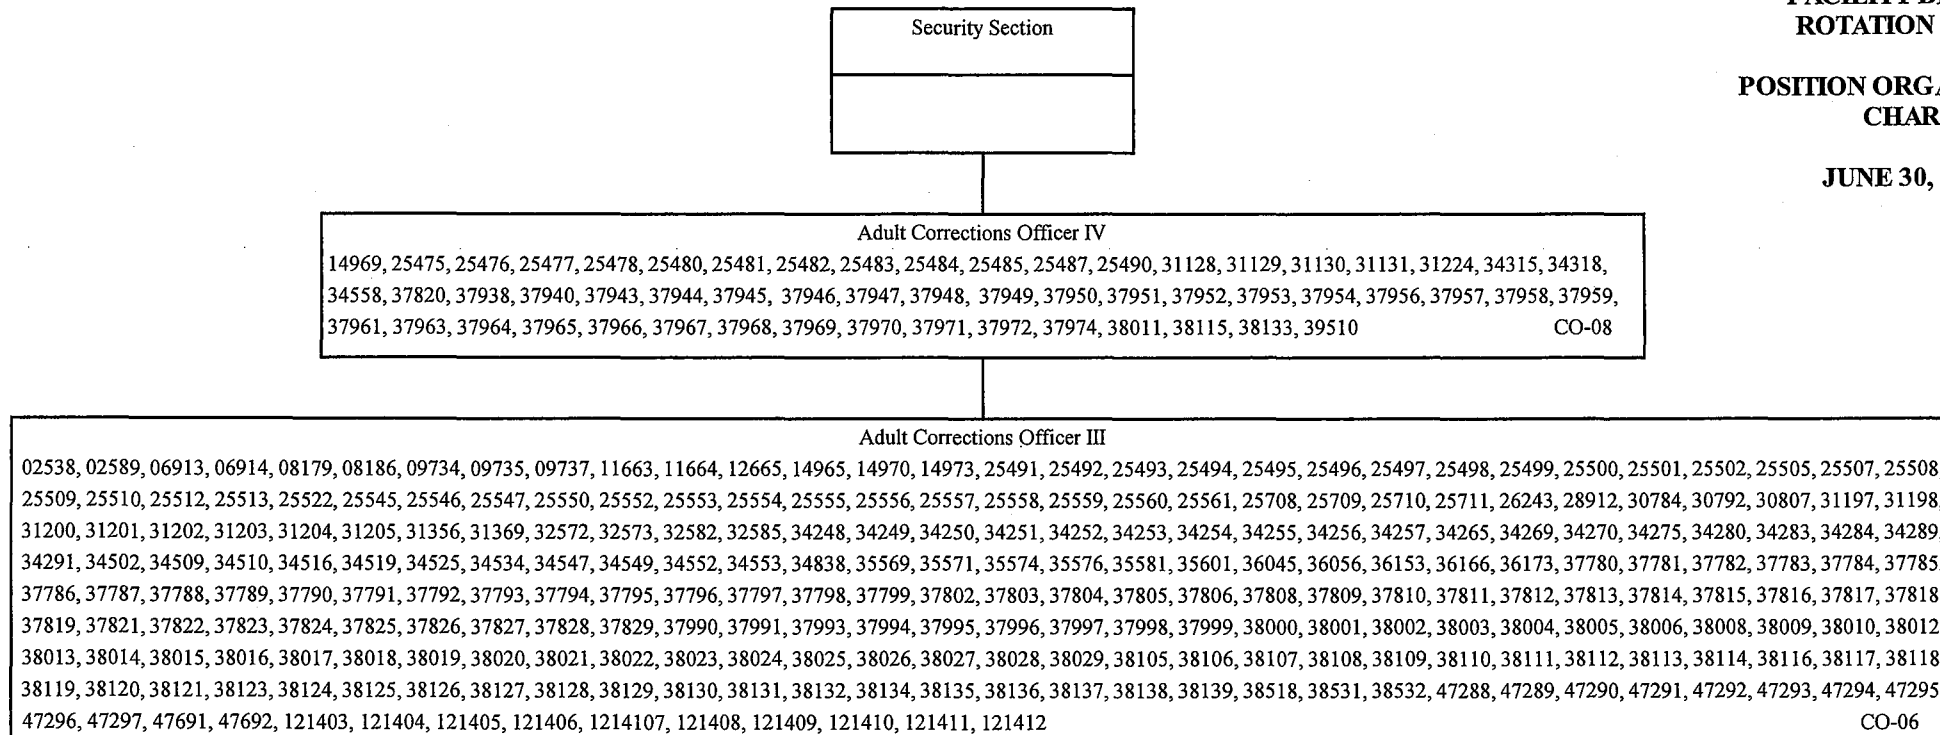 ROTATION
POSITION ORGA
CHAR
JUNE 30,
Security Section
Adult Corrections Officer IV
14969, 25475, 25476, 25477, 25478, 25480, 25481, 25482, 25483, 25484, 25485, 25487, 25490, 31128, 31129, 31130, 31131, 31224, 34315, 34318,
34558, 37820, 37938, 37940, 37943, 37944, 37945, 37946, 37947, 37948, 37949, 37950, 37951, 37952, 37953, 37954, 37956, 37957, 37958, 37959,
37961, 37963, 37964, 37965, 37966, 37967, 37968, 37969, 37970, 37971, 37972, 37974, 38011, 38115, 38133, 39510 CO-08
Adult Corrections Officer III
02538, 02589, 06913, 06914, 08179, 08186, 09734, 09735, 09737, 11663, 11664, 12665, 14965, 14970, 14973, 25491, 25492, 25493, 25494, 25495, 25496, 25497, 25498, 25499, 25500, 25501, 25502, 25505, 25507, 25508,
25509, 25510, 25512, 25513, 25522, 25545, 25546, 25547, 25550, 25552, 25553, 25554, 25555, 25556, 25557, 25558, 25559, 25560, 25561, 25708, 25709, 25710, 25711, 26243, 28912, 30784, 30792, 30807, 31197, 31198,
31200, 31201, 31202, 31203, 31204, 31205, 31356, 31369, 32572, 32573, 32582, 32585, 34248, 34249, 34250, 34251, 34252, 34253, 34254, 34255, 34256, 34257, 34265, 34269, 34270, 34275, 34280, 34283, 34284, 34289,
34291, 34502, 34509, 34510, 34516, 34519, 34525, 34534, 34547, 34549, 34552, 34553, 34838, 35569, 35571, 35574, 35576, 35581, 35601, 36045, 36056, 36153, 36166, 36173, 37780, 37781, 37782, 37783, 37784, 37785
37786, 37787, 37788, 37789, 37790, 37791, 37792, 37793, 37794, 37795, 37796, 37797, 37798, 37799, 37802, 37803, 37804, 37805, 37806, 37808, 37809, 37810, 37811, 37812, 37813, 37814, 37815, 37816, 37817, 37818
37819, 37821, 37822, 37823, 37824, 37825, 37826, 37827, 37828, 37829, 37990, 37991, 37993, 37994, 37995, 37996, 37997, 37998, 37999, 38000, 38001, 38002, 38003, 38004, 38005, 38006, 38008, 38009, 38010, 38012
38013, 38014, 38015, 38016, 38017, 38018, 38019, 38020, 38021, 38022, 38023, 38024, 38025, 38026, 38027, 38028, 38029, 38105, 38106, 38107, 38108, 38109, 38110, 38111, 38112, 38113, 38114, 38116, 38117, 38118
38119, 38120, 38121, 38123, 38124, 38125, 38126, 38127, 38128, 38129, 38130, 38131, 38132, 38134, 38135, 38136, 38137, 38138, 38139, 38518, 38531, 38532, 47288, 47289, 47290, 47291, 47292, 47293, 47294, 47295
47296, 47297, 47691, 47692, 121403, 121404, 121405, 121406, 1214107, 121408, 121409, 121410, 121411, 121412 CO-06